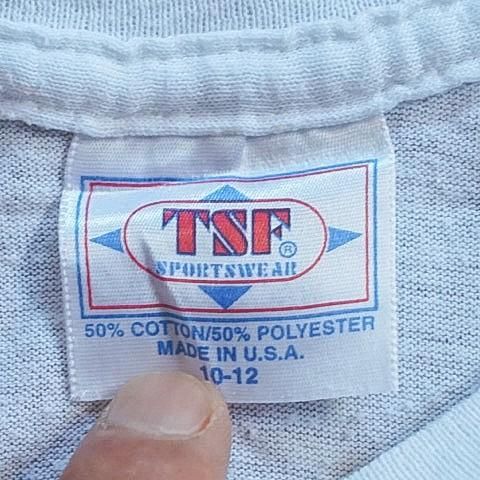 TSF®
SPORTSWEAR
50% COTTON/50% POLYESTER
MADE IN U.S.A.
10-12